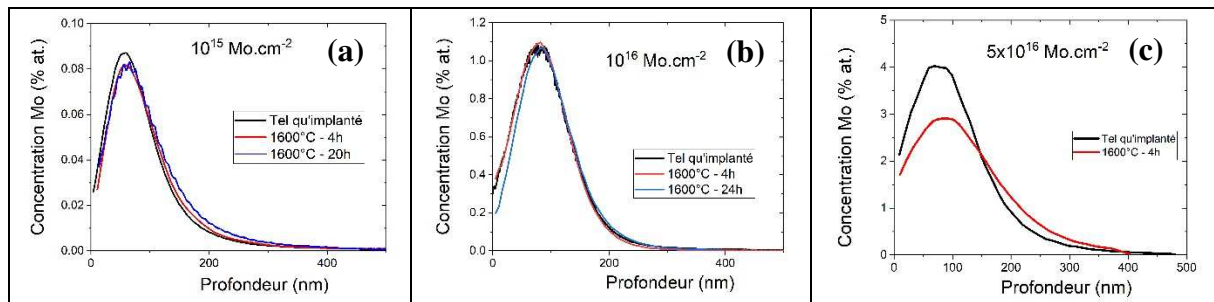 (a)
10¹⁵ Mo.cm⁻²
Concentration Mo (% at.)
0.10
0.08
0.06
0.04
0.02
0.00
Tel qu'implanté
1600°C - 4h
1600°C - 20h
0
200
400
Profondeur (nm)
(b)
10¹⁶ Mo.cm⁻²
Concentration Mo (% at.)
1.2
1.0
0.8
0.6
0.4
0.2
0.0
Tel qu'implanté
1600°C - 4h
1600°C - 24h
0
200
400
Profondeur (nm)
(c)
5x10¹⁶ Mo.cm⁻²
Concentration Mo (% at.)
5
4
3
2
1
0
Tel qu'implanté
1600°C - 4h
0
100
200
300
400
500
Profondeur (nm)